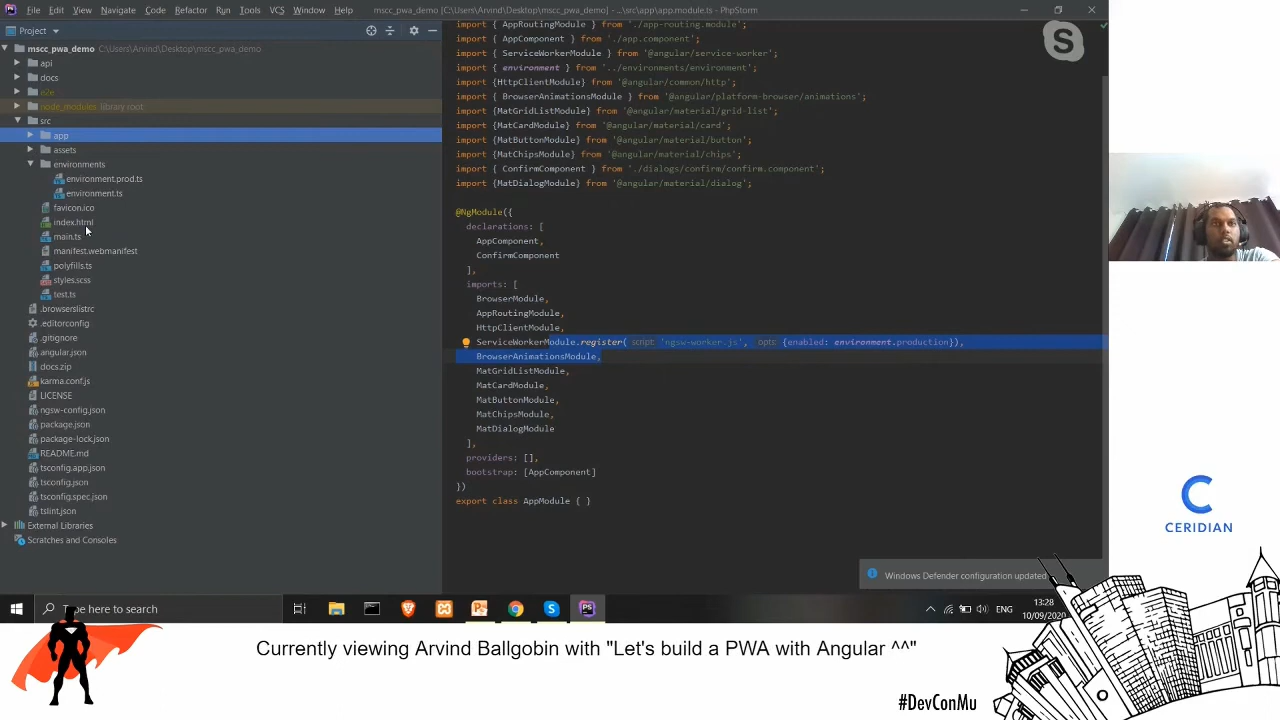 File Edit View Navigate Code Refactor Run Tools VCS Window Help mscc_pwa_demo [C:\Users\Arvind\Desktop\mscc_pwa_demo] - ...\src\app\app.module.ts - PhpStorm
Project
mscc_pwa_demo C:\Users\Arvind\Desktop\mscc_pwa_demo
api
docs
e2e
node_modules library root
src
app
assets
environments
environment.prod.ts
environment.ts
favicon.ico
index.html
main.ts
manifest.webmanifest
polyfills.ts
styles.scss
test.ts
.browserslistrc
.editorconfig
.gitignore
angular.json
docs.zip
karma.conf.js
LICENSE
ngsw-config.json
package.json
package-lock.json
README.md
tsconfig.app.json
tsconfig.json
tsconfig.spec.json
tslint.json
External Libraries
Scratches and Consoles
import { AppRoutingModule } from './app-routing.module';
import { AppComponent } from './app.component';
import { ServiceWorkerModule } from '@angular/service-worker';
import { environment } from '../environments/environment';
import {HttpClientModule} from '@angular/common/http';
import { BrowserAnimationsModule } from '@angular/platform-browser/animations';
import {MatGridListModule} from '@angular/material/grid-list';
import {MatCardModule} from '@angular/material/card';
import {MatButtonModule} from '@angular/material/button';
import {MatChipsModule} from '@angular/material/chips';
import { ConfirmComponent } from './dialogs/confirm/confirm.component';
import {MatDialogModule} from '@angular/material/dialog';
@NgModule({
declarations: [
AppComponent,
ConfirmComponent
],
imports: [
BrowserModule,
AppRoutingModule,
HttpClientModule,
ServiceWorkerModule.register( script 'ngsw-worker.js', opts {enabled: environment.production}),
BrowserAnimationsModule,
MatGridListModule,
MatCardModule,
MatButtonModule,
MatChipsModule,
MatDialogModule
],
providers: [],
bootstrap: [AppComponent]
})
export class AppModule { }
Windows Defender configuration updated
Type here to search
ENG
13:28
10/09/2020
S
CERIDIAN
Currently viewing Arvind Ballgobin with "Let's build a PWA with Angular ^^"
#DevConMu